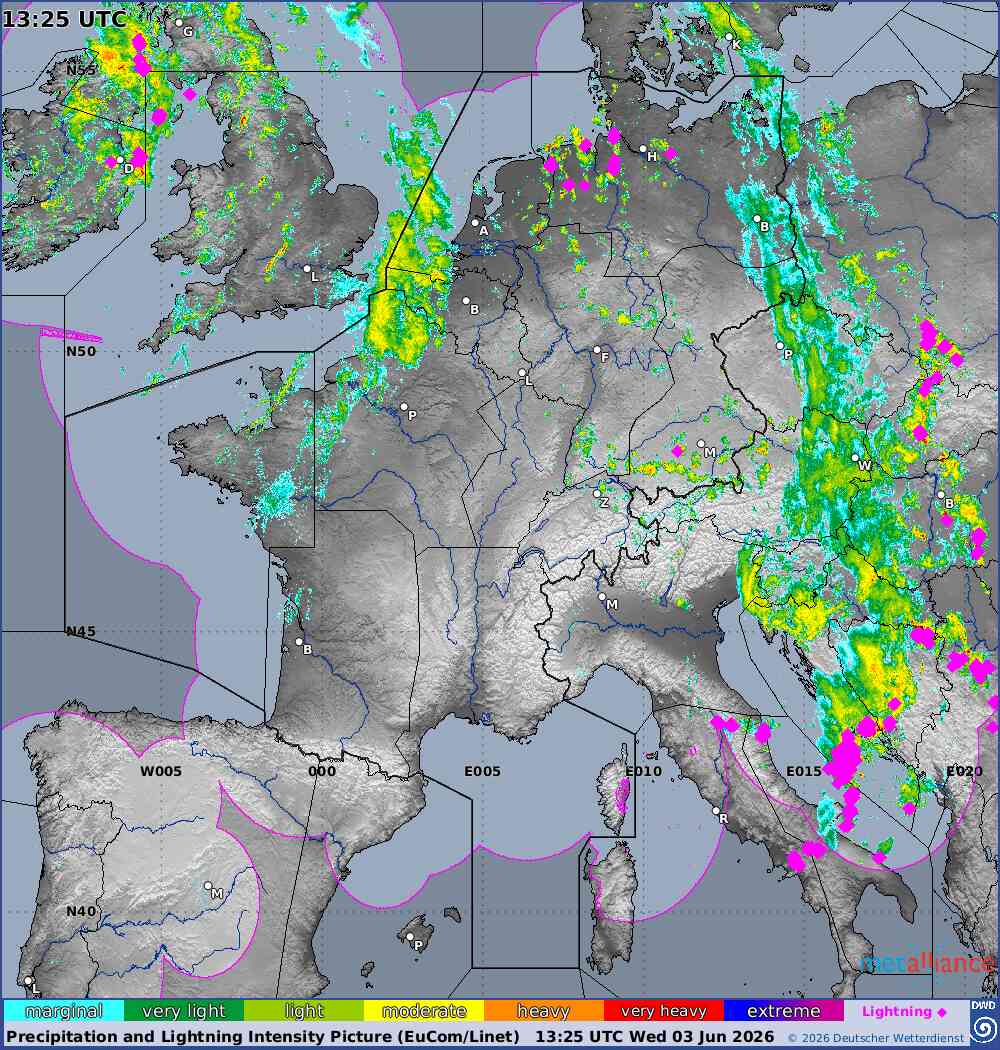 13:25 UTC
G
K
N55
D
H
A
B
L
B
N50
P
F
L
P
M
W
Z
B
M
N45
B
W005
000
E005
E010
E015
E020
R
M
N40
P
L
metalliance
marginal
very light
light
moderate
heavy
very heavy
extreme
Lightning
DWD
Precipitation and Lightning Intensity Picture (EuCom/Linet) 13:25 UTC Wed 03 Jun 2026 © 2026 Deutscher Wetterdienst